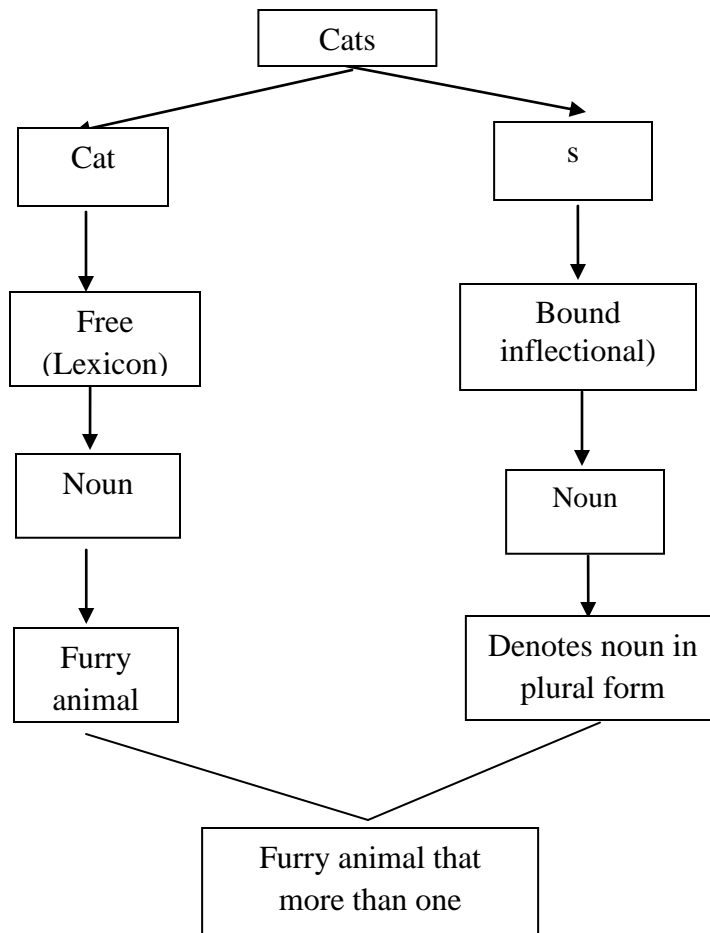 Cats
Cat
s
Free
(Lexicon)
Bound
inflectional)
Noun
Noun
Furry
animal
Denotes noun in
plural form
Furry animal that
more than one